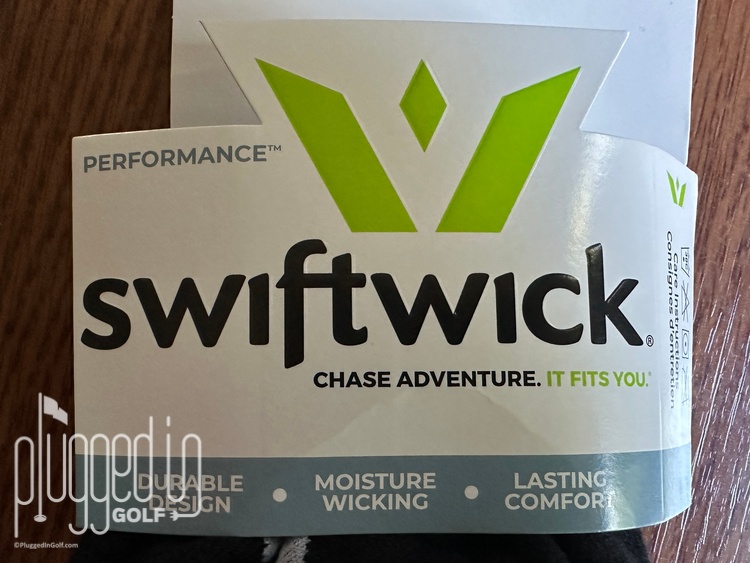 PERFORMANCE™
swiftwick®
CHASE ADVENTURE. IT FITS YOU.®
Care Instructions
Consignes d'entretien
DURABLE DESIGN • MOISTURE WICKING • LASTING COMFORT
pluggedin
GOLF
©PluggedInGolf.com